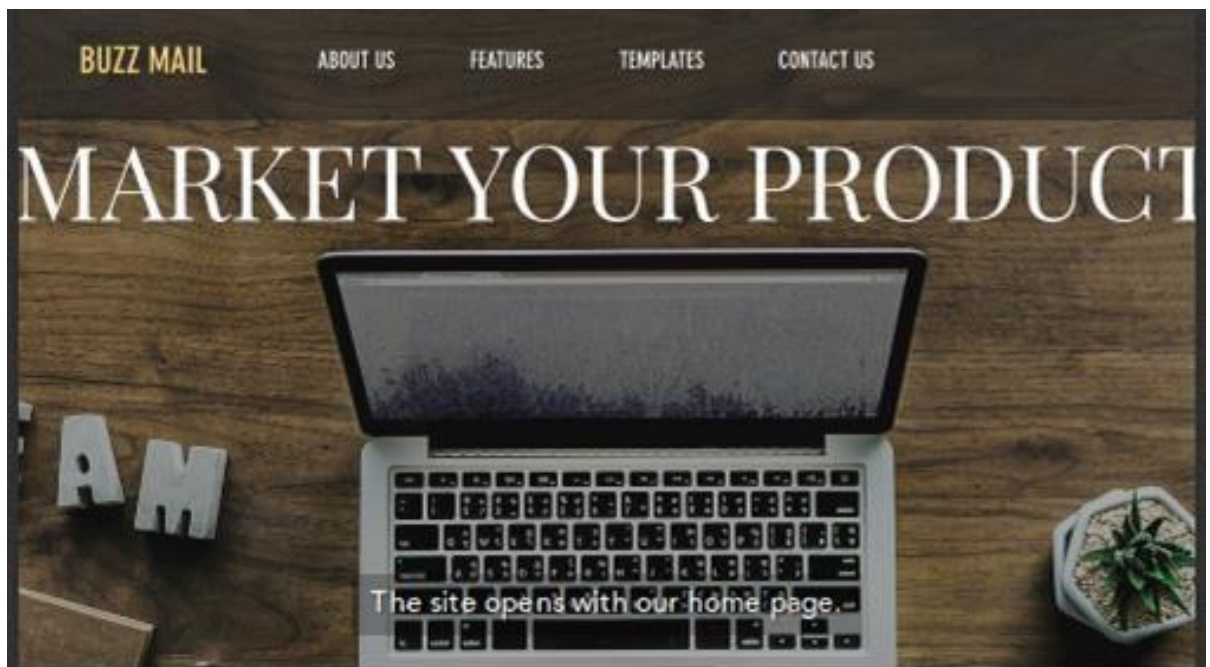 BUZZ MAIL ABOUT US FEATURES TEMPLATES CONTACT US
MARKET YOUR PRODUCT
AM
The site opens with our home page.